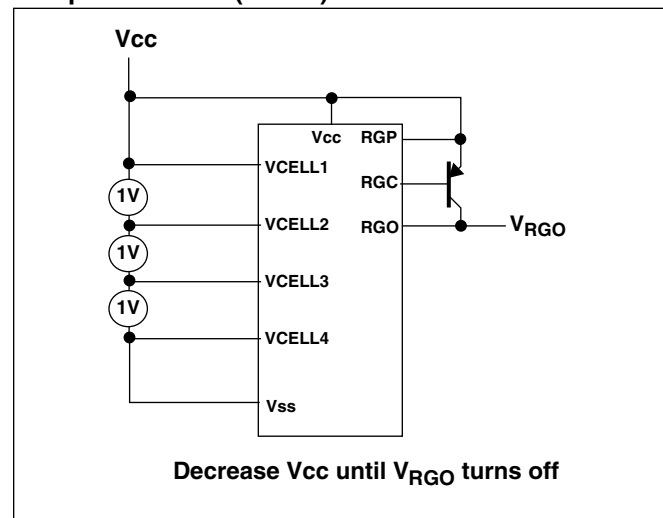 Vcc
Vcc RGP
VCELL1
1V
RGC
VCELL2
RGO
VRGO
1V
VCELL3
1V
VCELL4
Vss
Decrease Vcc until VRGO turns off